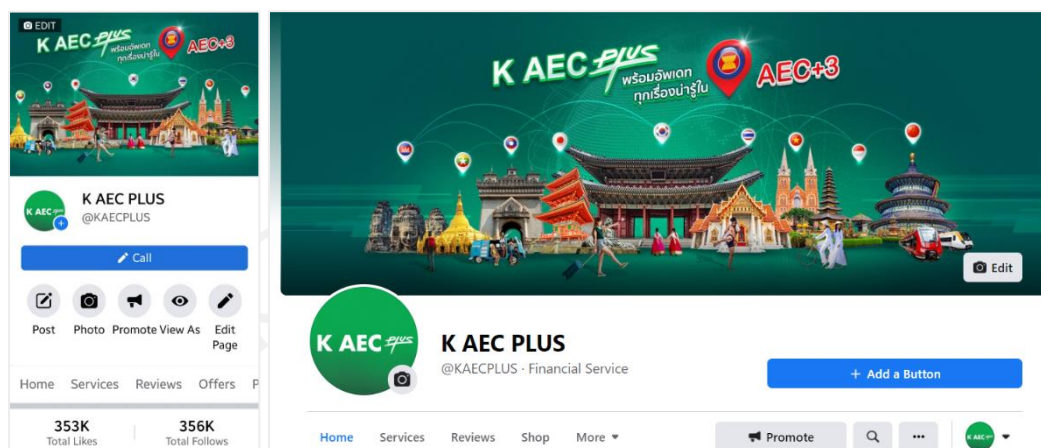 EDIT
K AEC Plus
พร้อมอัพเดท
ทุกเรื่องน่ารู้ใน
AEC+3
K AEC Plus
K AEC PLUS
@KAECPLUS
Call
Post Photo Promote View As Edit Page
Home Services Reviews Offers P
353K 356K
Total Likes Total Follows
K AEC Plus
พร้อมอัพเดท
ทุกเรื่องน่ารู้ใน
AEC+3
Edit
K AEC Plus
K AEC PLUS
@KAECPLUS · Financial Service
+ Add a Button
Home Services Reviews Shop More
Promote
K AEC Plus